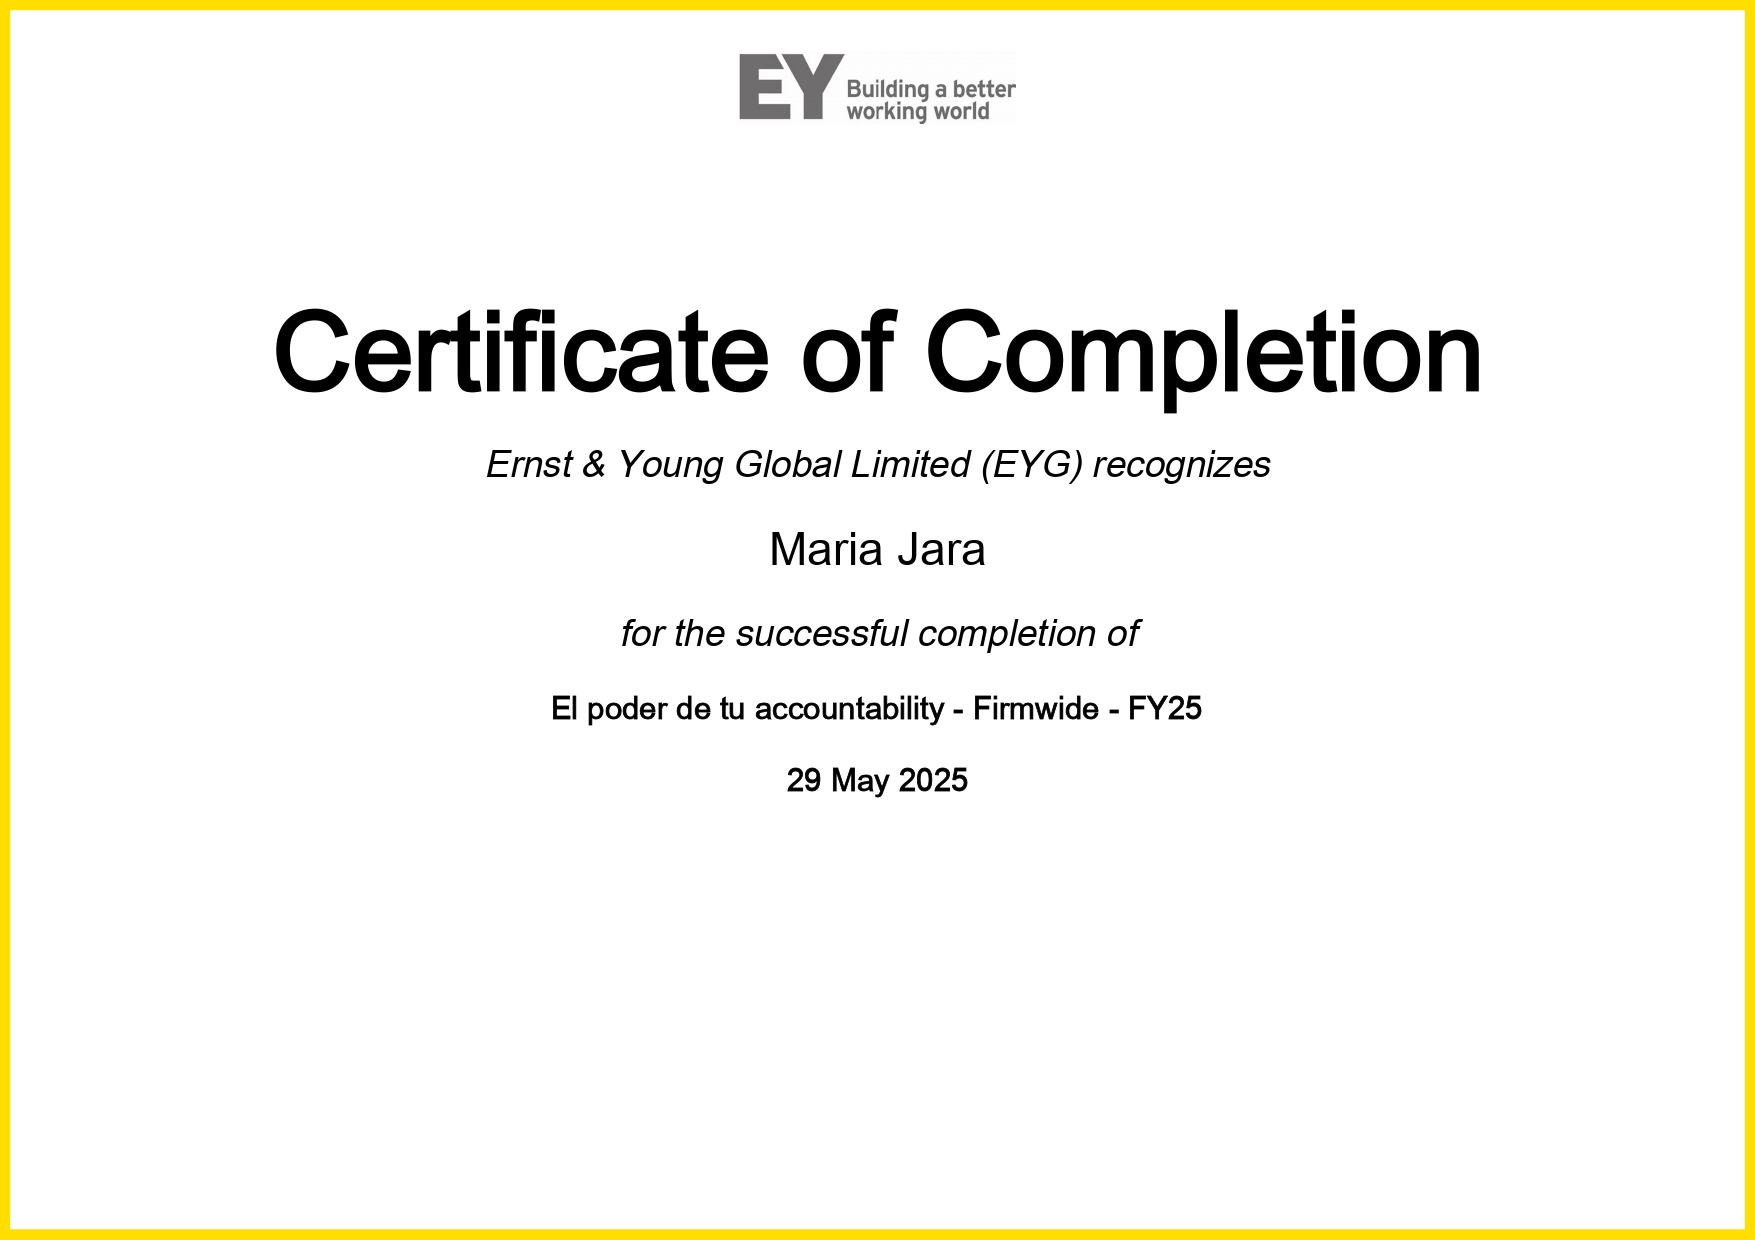 EY Building a better
working world
Certificate of Completion
Ernst & Young Global Limited (EYG) recognizes
Maria Jara
for the successful completion of
El poder de tu accountability - Firmwide - FY25
29 May 2025